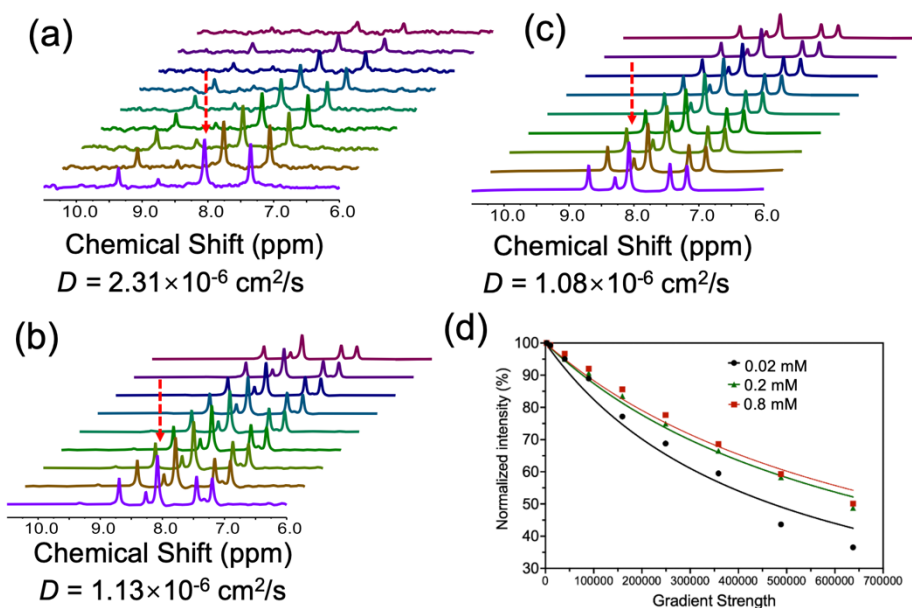 (a)
10.0 9.0 8.0 7.0 6.0
Chemical Shift (ppm)
D = 2.31×10⁻⁶ cm²/s
(c)
10.0 9.0 8.0 7.0 6.0
Chemical Shift (ppm)
D = 1.08×10⁻⁶ cm²/s
(b)
10.0 9.0 8.0 7.0 6.0
Chemical Shift (ppm)
D = 1.13×10⁻⁶ cm²/s
(d)
Normalized intensity (%)
100
90
80
70
60
50
40
30
0.02 mM
0.2 mM
0.8 mM
0 100000 200000 300000 400000 500000 600000 700000
Gradient Strength